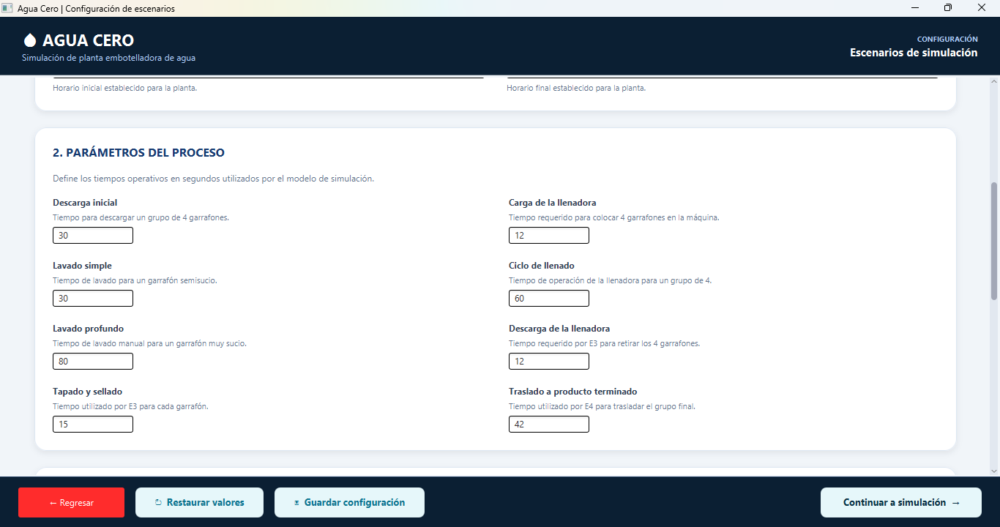 Agua Cero | Configuración de escenarios
AGUA CERO
Simulación de planta embotelladora de agua
CONFIGURACIÓN
Escenarios de simulación
Horario inicial establecido para la planta.
Horario final establecido para la planta.
2. PARÁMETROS DEL PROCESO
Define los tiempos operativos en segundos utilizados por el modelo de simulación.
Descarga inicial
Tiempo para descargar un grupo de 4 garrafones.
30
Carga de la llenadora
Tiempo requerido para colocar 4 garrafones en la máquina.
12
Lavado simple
Tiempo de lavado para un garrafón semisucio.
30
Ciclo de llenado
Tiempo de operación de la llenadora para un grupo de 4.
60
Lavado profundo
Tiempo de lavado manual para un garrafón muy sucio.
80
Descarga de la llenadora
Tiempo requerido por E3 para retirar los 4 garrafones.
12
Tapado y sellado
Tiempo utilizado por E3 para cada garrafón.
15
Traslado a producto terminado
Tiempo utilizado por E4 para trasladar el grupo final.
42
← Regresar
Restaurar valores
Guardar configuración
Continuar a simulación →